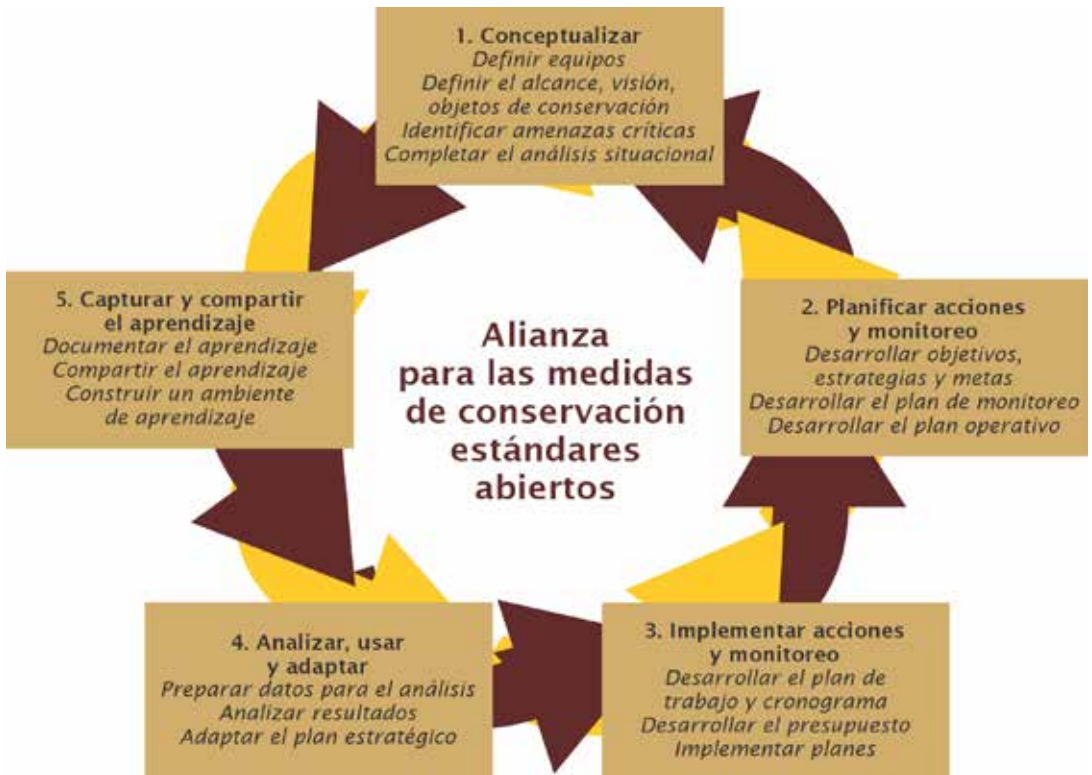 1. Conceptualizar
Definir equipos
Definir el alcance, visión,
objetos de conservación
Identificar amenazas críticas
Completar el análisis situacional
2. Planificar acciones
y monitoreo
Desarrollar objetivos,
estrategias y metas
Desarrollar el plan de monitoreo
Desarrollar el plan operativo
3. Implementar acciones
y monitoreo
Desarrollar el plan de
trabajo y cronograma
Desarrollar el presupuesto
Implementar planes
4. Analizar, usar
y adaptar
Preparar datos para el análisis
Analizar resultados
Adaptar el plan estratégico
5. Capturar y compartir
el aprendizaje
Documentar el aprendizaje
Compartir el aprendizaje
Construir un ambiente
de aprendizaje
Alianza
para las medidas
de conservación
estándares
abiertos